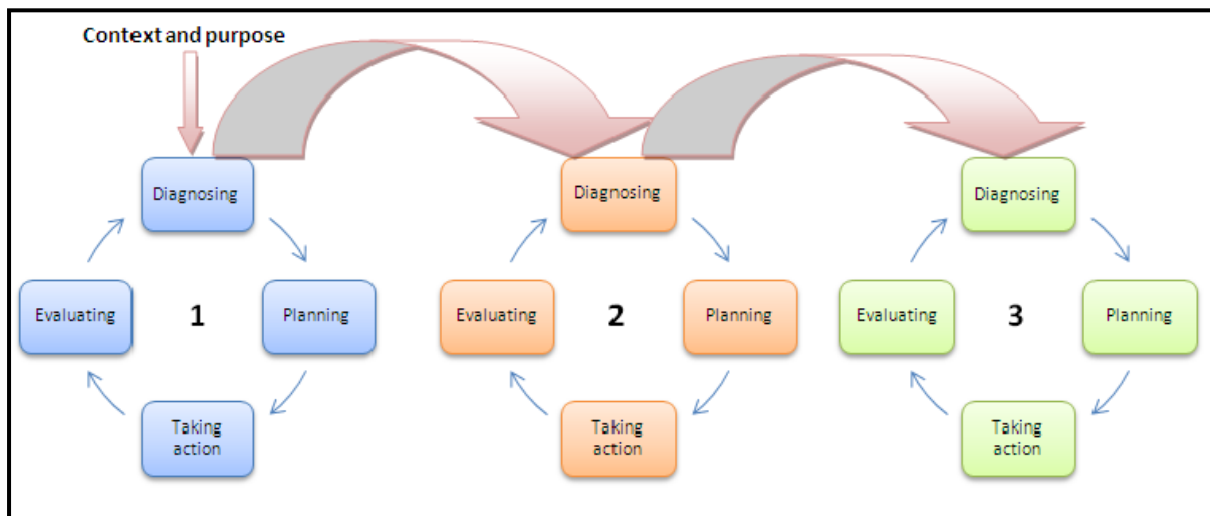 Context and purpose
Diagnosing
Diagnosing
Diagnosing
Evaluating
1
Planning
Evaluating
2
Planning
Evaluating
3
Planning
Taking
action
Taking
action
Taking
action